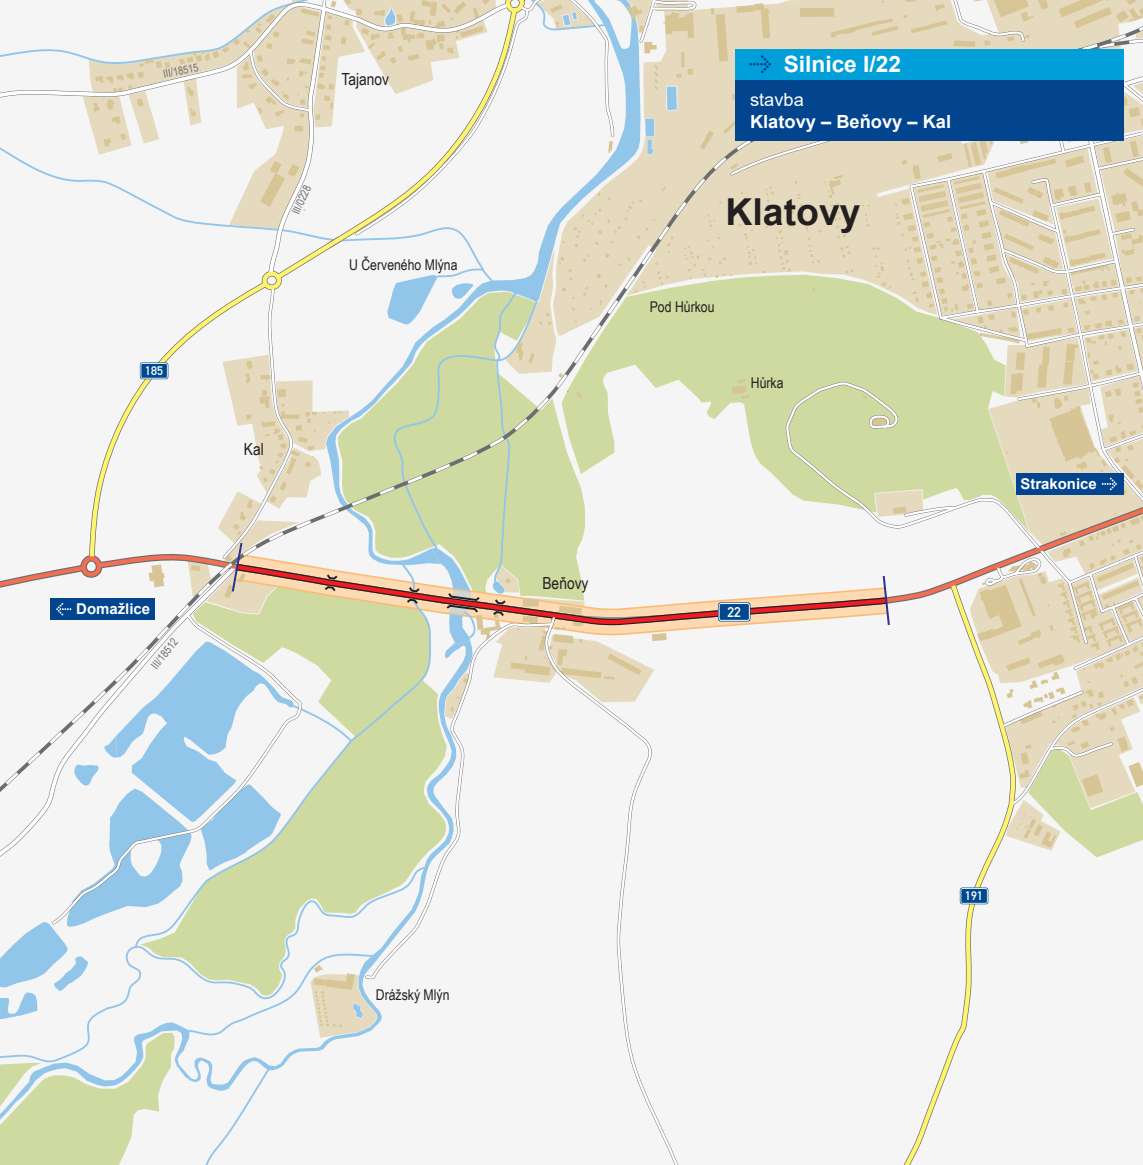 Silnice I/22
stavba
Klatovy – Beňovy – Kal
III/18515
Tajanov
III/0228
Klatovy
U Červeného Mlýna
Pod Hůrkou
185
Hůrka
Kal
Strakonice
Beňovy
Domažlice
22
III/18512
191
Drážský Mlýn